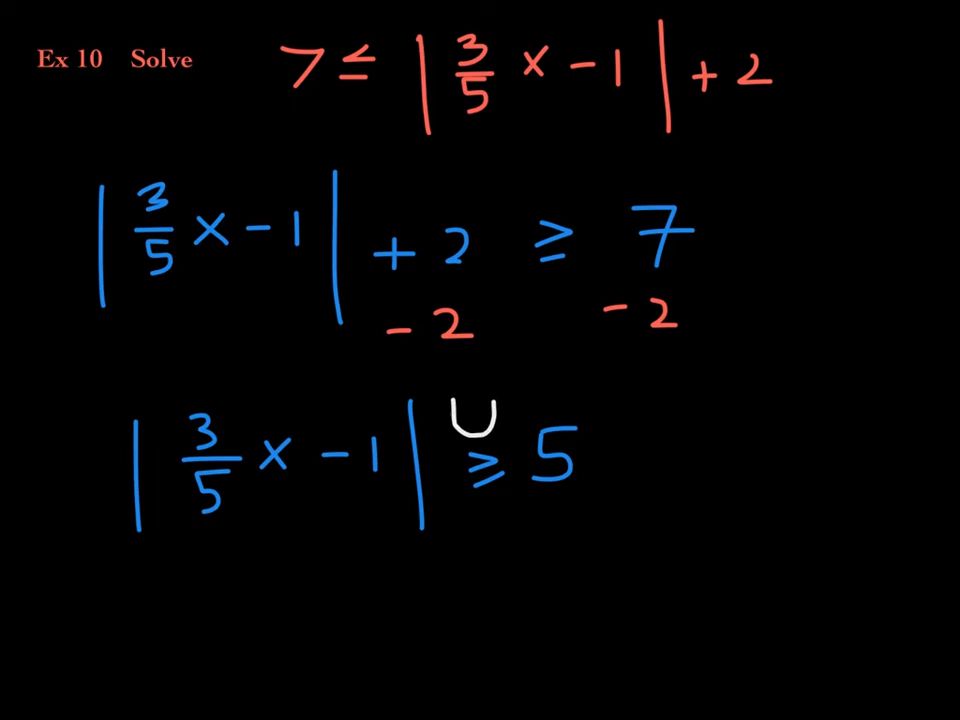 Ex 10 Solve 7 ≤ | 3/5 x - 1 | + 2
| 3/5 x - 1 | + 2 ≥ 7
- 2 - 2
∪
| 3/5 x - 1 | ≥ 5